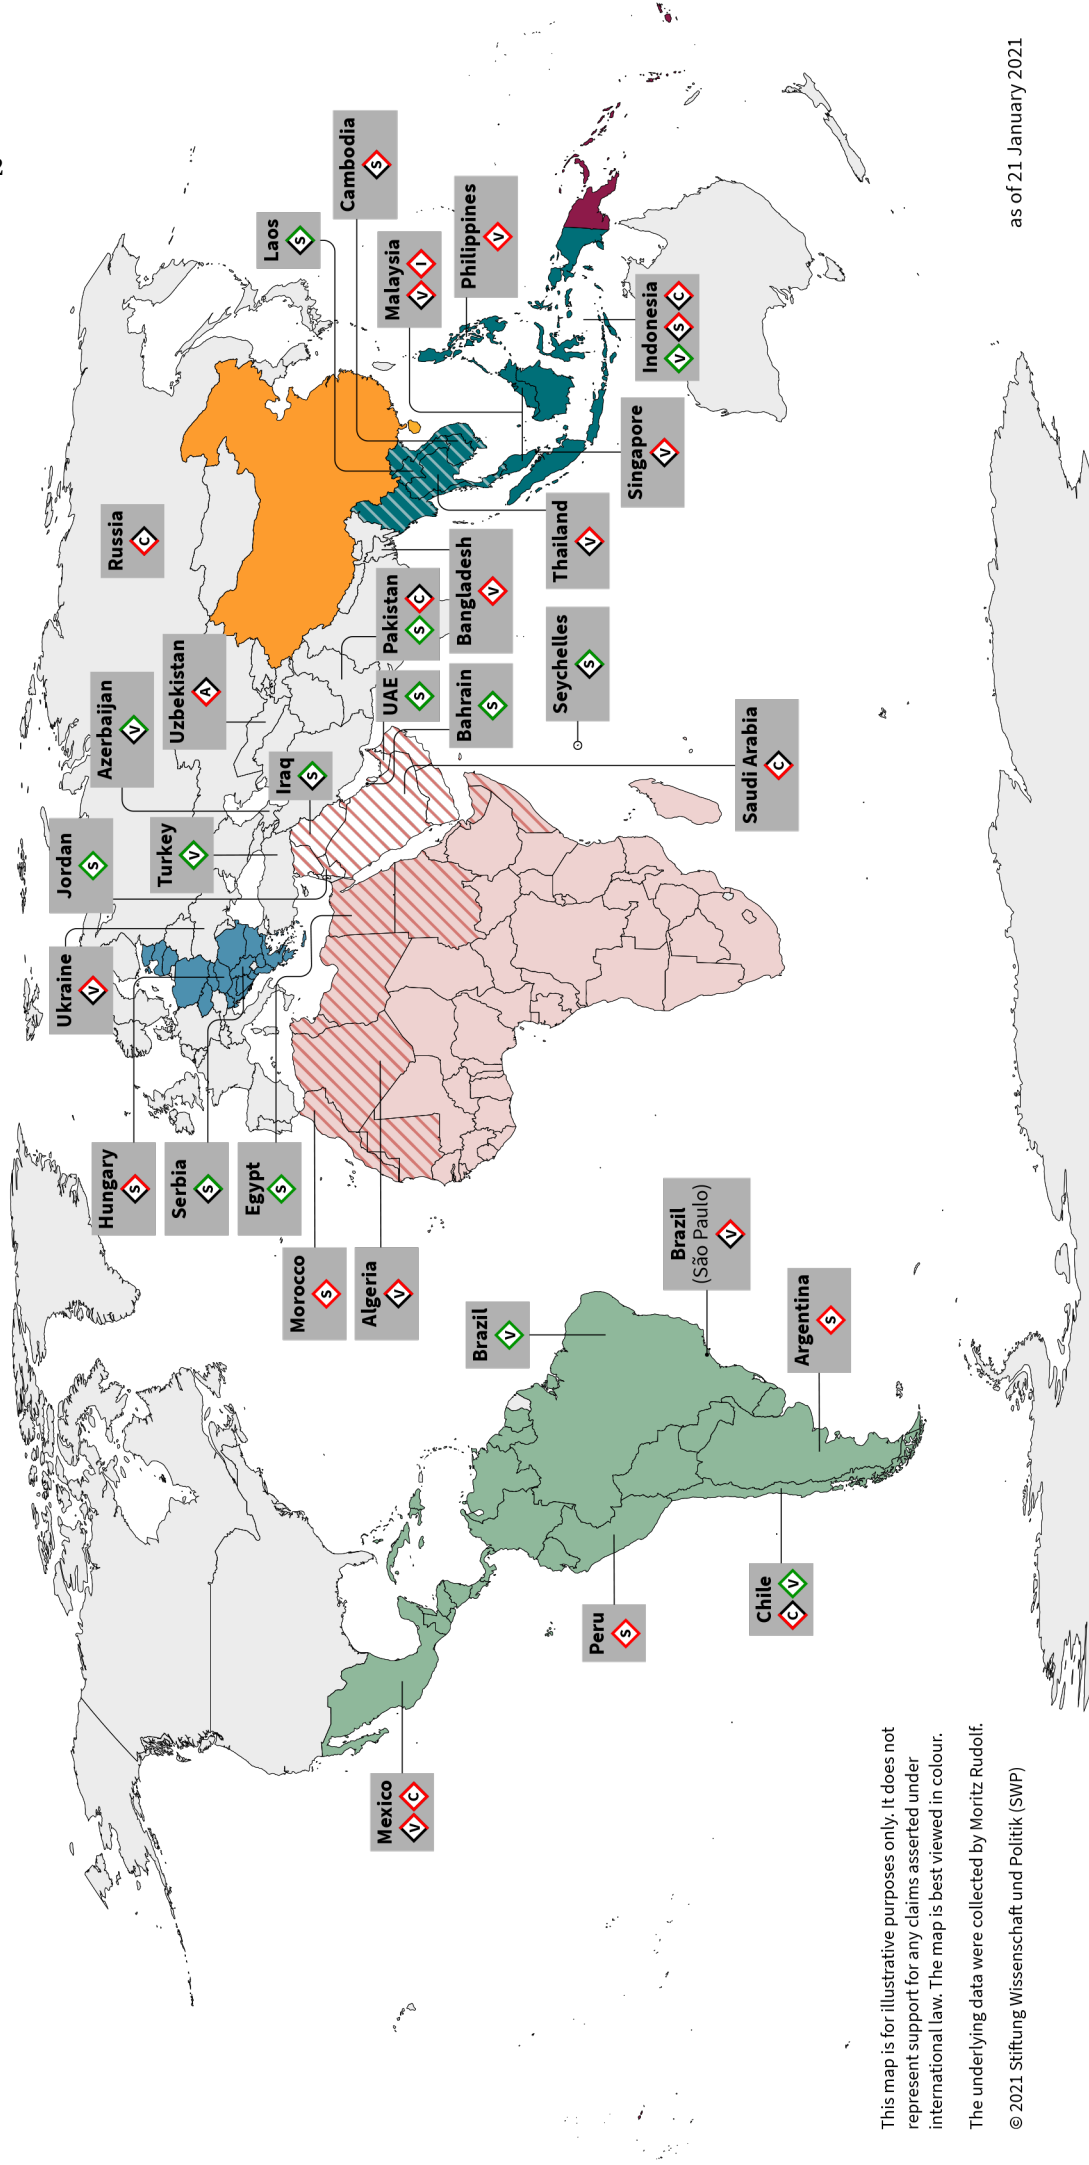 Russia
C
Azerbaijan
V
Uzbekistan
A
Jordan
S
Turkey
V
Ukraine
V
Iraq
S
Laos
S
Cambodia
S
Malaysia
V I
Philippines
V
Pakistan
S C
UAE
S
Bangladesh
V
Bahrain
S
Thailand
V
Singapore
V
Indonesia
V S C
Seychelles
S
Saudi Arabia
C
Hungary
S
Serbia
S
Egypt
S
Morocco
S
Algeria
V
Brazil
V
Brazil
(São Paulo)
V
Argentina
S
Peru
S
Chile
C V
Mexico
V C
This map is for illustrative purposes only. It does not
represent support for any claims asserted under
international law. The map is best viewed in colour.
The underlying data were collected by Moritz Rudolf.
© 2021 Stiftung Wissenschaft und Politik (SWP)
as of 21 January 2021